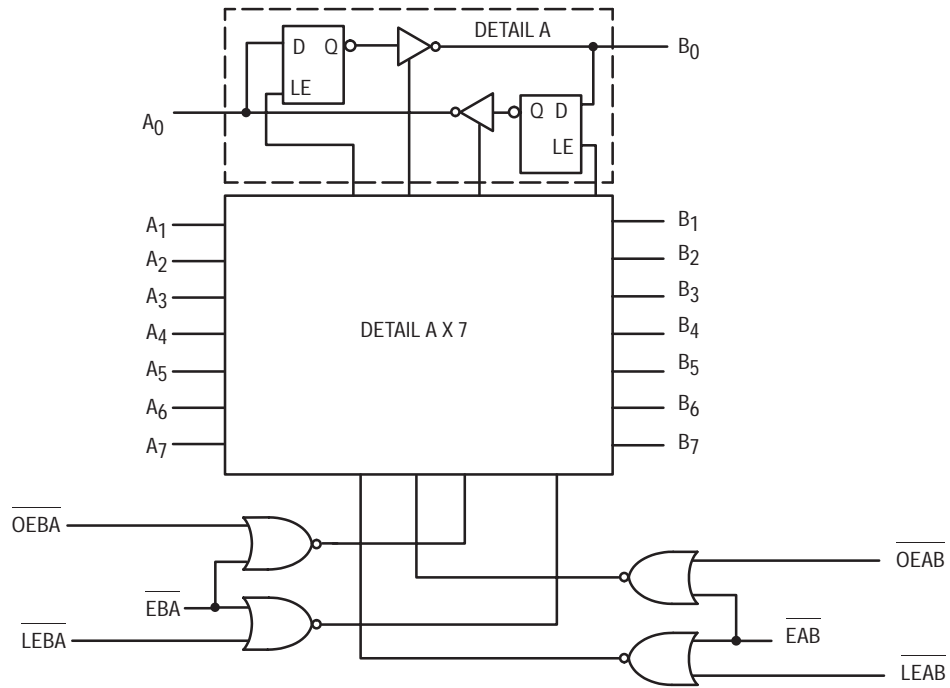 DETAIL A
D Q
LE
B0
A0
Q D
LE
A1
A2
A3
A4
A5
A6
A7
DETAIL A X 7
B1
B2
B3
B4
B5
B6
B7
OEBA
EBA
LEBA
OEAB
EAB
LEAB